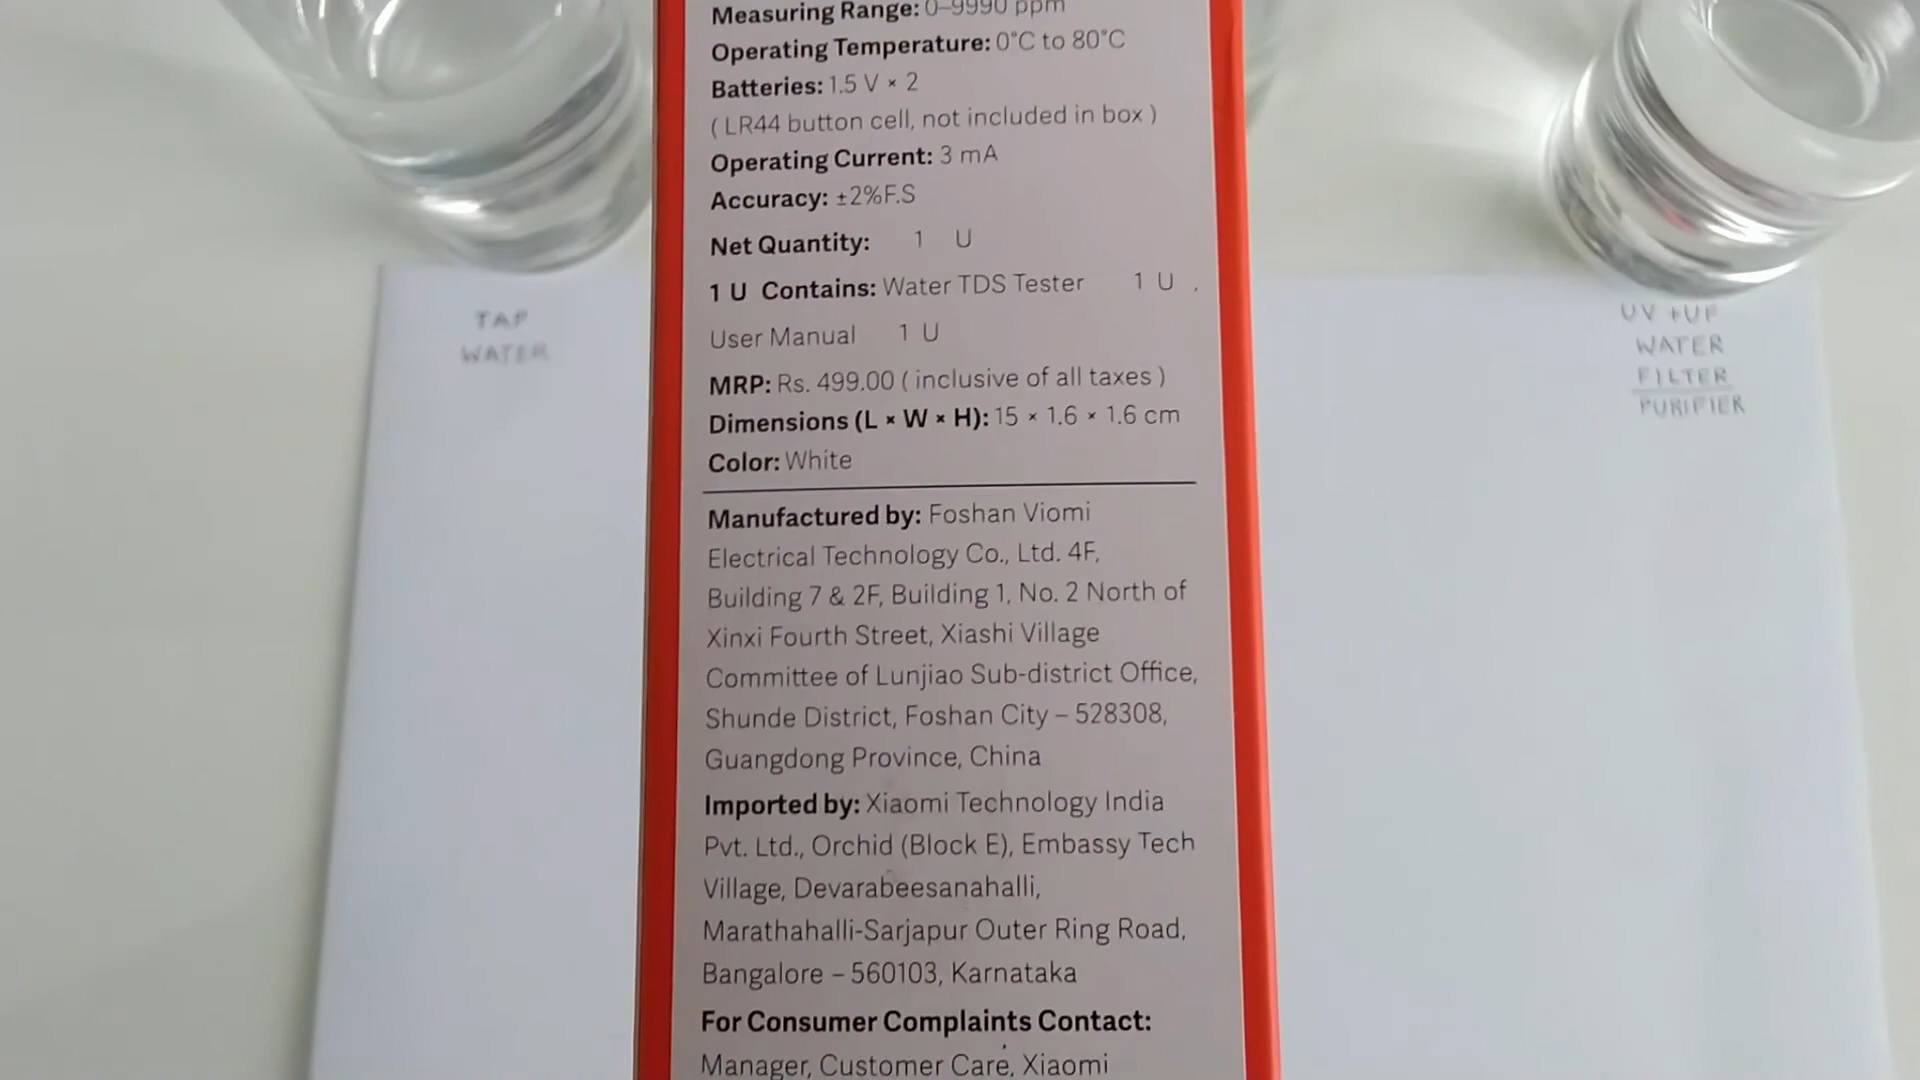 Measuring Range: 0–9990 ppm
Operating Temperature: 0°C to 80°C
Batteries: 1.5 V × 2
( LR44 button cell, not included in box )
Operating Current: 3 mA
Accuracy: ±2%F.S
Net Quantity: 1 U
1 U Contains: Water TDS Tester 1 U ,
User Manual 1 U
MRP: Rs. 499.00 ( inclusive of all taxes )
Dimensions (L × W × H): 15 × 1.6 × 1.6 cm
Color: White
Manufactured by: Foshan Viomi
Electrical Technology Co., Ltd. 4F,
Building 7 & 2F, Building 1, No. 2 North of
Xinxi Fourth Street, Xiashi Village
Committee of Lunjiao Sub-district Office,
Shunde District, Foshan City – 528308,
Guangdong Province, China
Imported by: Xiaomi Technology India
Pvt. Ltd., Orchid (Block E), Embassy Tech
Village, Devarabeesanahalli,
Marathahalli-Sarjapur Outer Ring Road,
Bangalore – 560103, Karnataka
For Consumer Complaints Contact:
Manager, Customer Care, Xiaomi
TAP
WATER
UV +UF
WATER
FILTER
PURIFIER